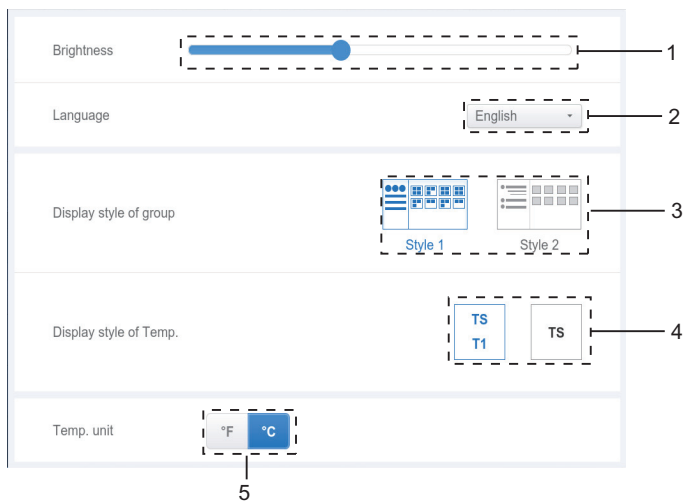 Brightness
1
Language
English
2
Display style of group
Style 1
Style 2
3
Display style of Temp.
TS
T1
TS
4
Temp. unit
°F
°C
5